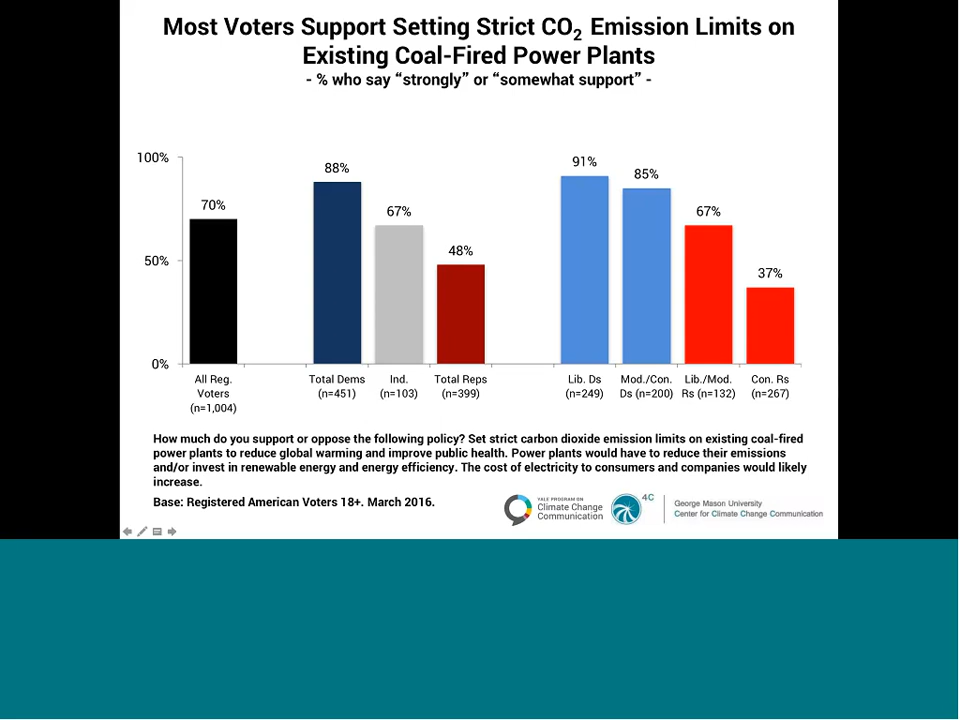 Most Voters Support Setting Strict CO₂ Emission Limits on
Existing Coal-Fired Power Plants
- % who say “strongly” or “somewhat support” -
100%
50%
0%
70%
88%
67%
48%
91%
85%
67%
37%
All Reg.
Voters
(n=1,004)
Total Dems
(n=451)
Ind.
(n=103)
Total Reps
(n=399)
Lib. Ds
(n=249)
Mod./Con.
Ds (n=200)
Lib./Mod.
Rs (n=132)
Con. Rs
(n=267)
How much do you support or oppose the following policy? Set strict carbon dioxide emission limits on existing coal-fired
power plants to reduce global warming and improve public health. Power plants would have to reduce their emissions
and/or invest in renewable energy and energy efficiency. The cost of electricity to consumers and companies would likely
increase.
Base: Registered American Voters 18+. March 2016.
YALE PROGRAM ON
Climate Change
Communication
4C
George Mason University
Center for Climate Change Communication